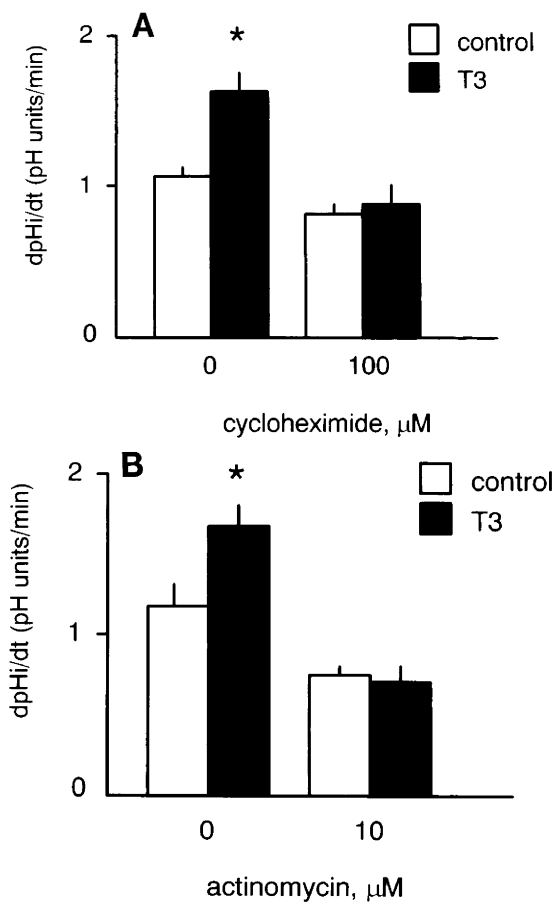 A
*
control
T3
dpHi/dt (pH units/min)
2
1
0
0 100
cycloheximide, μM
B
*
control
T3
dpHi/dt (pH units/min)
2
1
0
0 10
actinomycin, μM